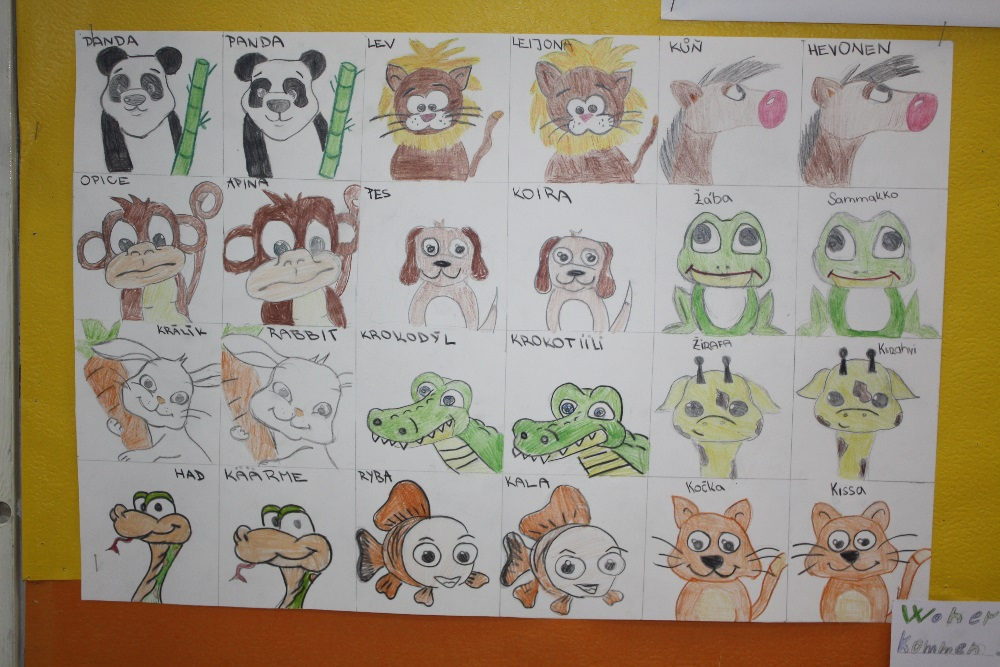 PANDA
PANDA
LEV
LEIJONA
KŮŇ
HEVONEN
OPICE
APINA
PES
KOIRA
Žába
Sammakko
KRÁLÍK
RABBIT
KROKODÝL
KROKOTIILI
ŽIRAFA
Kirahvi
HAD
KÄÄRME
RYBA
KALA
Kočka
Kissa
Woher
kommen